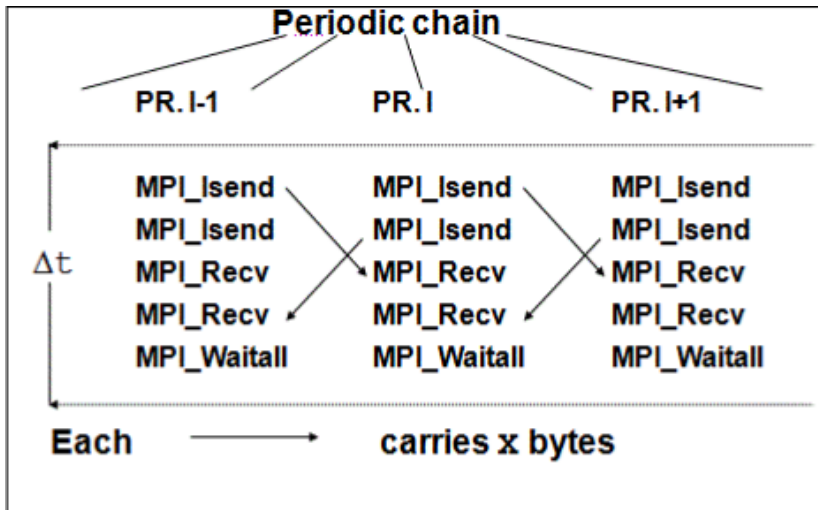 Periodic chain
PR. I-1 PR. I PR. I+1
MPI_Isend MPI_Isend MPI_Isend
MPI_Isend MPI_Isend MPI_Isend
Δt MPI_Recv MPI_Recv MPI_Recv
MPI_Recv MPI_Recv MPI_Recv
MPI_Waitall MPI_Waitall MPI_Waitall
Each carries x bytes